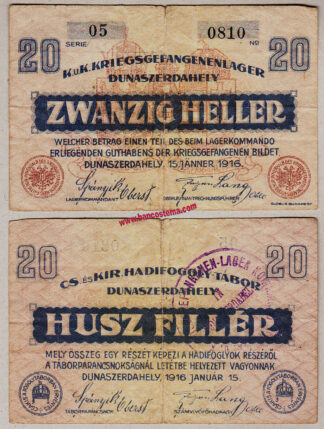 20 05 0810 20
SERIE Nº
K.u.K. KRIEGSGEFANGENENLAGER
DUNASZERDAHELY
ZWANZIG HELLER
WELCHER BETRAG EINEN TEIL DES BEIM LAGERKOMMANDO
ERLIEGENDEN GUTHABENS DER KRIEGSGEFANGENEN BILDET.
DUNASZERDAHELY, 15. JÄNNER 1916.
Oberst
LAGERKOMMANDANT
www.bancostoma.com
20 20
CS. és KIR. HADIFOGOLY-TÁBOR
DUNASZERDAHELY
HUSZ FILLÉR
MELY ÖSSZEG EGY RÉSZÉT KÉPEZI A HADIFOGLYOK RÉSZÉRŐL
A TÁBORPARANCSNOKSÁGNÁL LETÉTBE HELYEZETT VAGYONNAK
DUNASZERDAHELY, 1916 JANUÁR 15.
Oberst
TÁBORPARANCSNOK